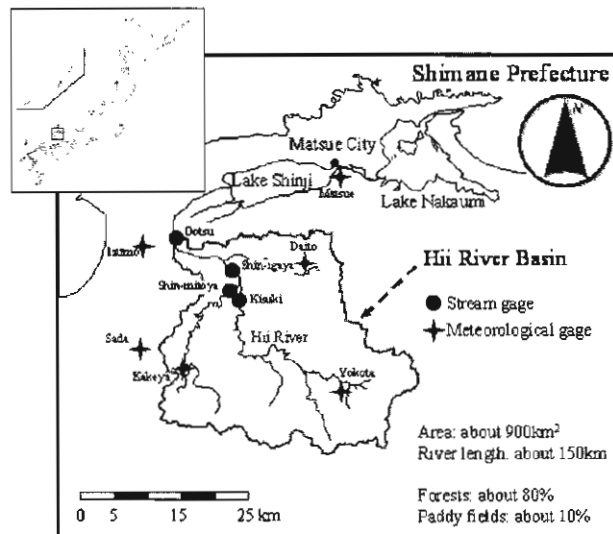 Shimane Prefecture
N
Matsue City
Lake Shinji
Matsue
Lake Nakaumi
Otsu
Izumo
Daito
Shin-igaya
Hii River Basin
Shin-mitoya
Kisuki
Stream gage
Meteorological gage
Sada
Hii River
Kakeya
Yokota
Area: about 900km²
River length. about 150km
Forests: about 80%
Paddy fields: about 10%
0 5 15 25 km